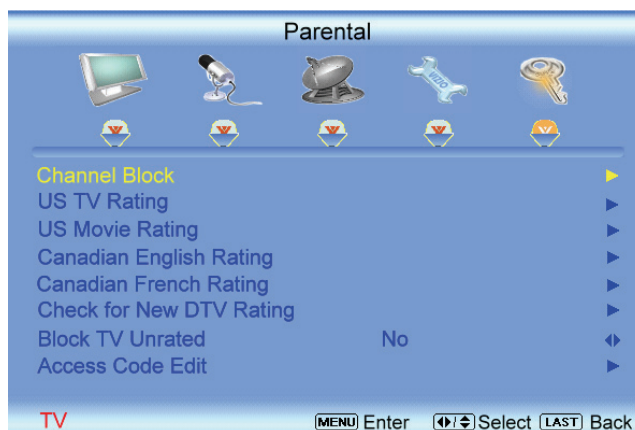 Parental
VIZIO
Channel Block
US TV Rating
US Movie Rating
Canadian English Rating
Canadian French Rating
Check for New DTV Rating
Block TV Unrated No
Access Code Edit
TV MENU Enter Select LAST Back